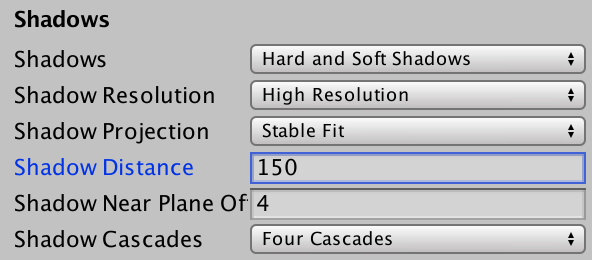 Shadows
Shadows Hard and Soft Shadows
Shadow Resolution High Resolution
Shadow Projection Stable Fit
Shadow Distance 150
Shadow Near Plane Of 4
Shadow Cascades Four Cascades